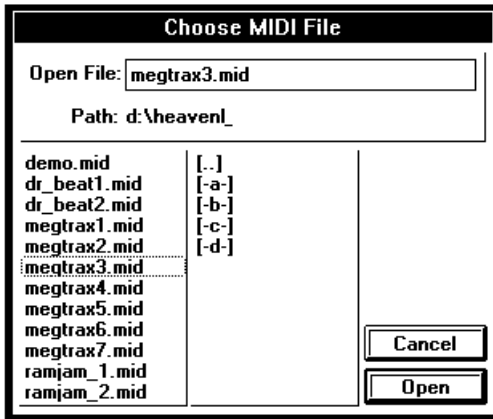 Choose MIDI File
Open File: megtrax3.mid
Path: d:\heavenl_
demo.mid
dr_beat1.mid
dr_beat2.mid
megtrax1.mid
megtrax2.mid
megtrax3.mid
megtrax4.mid
megtrax5.mid
megtrax6.mid
megtrax7.mid
ramjam_1.mid
ramjam_2.mid
[..]
[-a-]
[-b-]
[-c-]
[-d-]
Cancel
Open